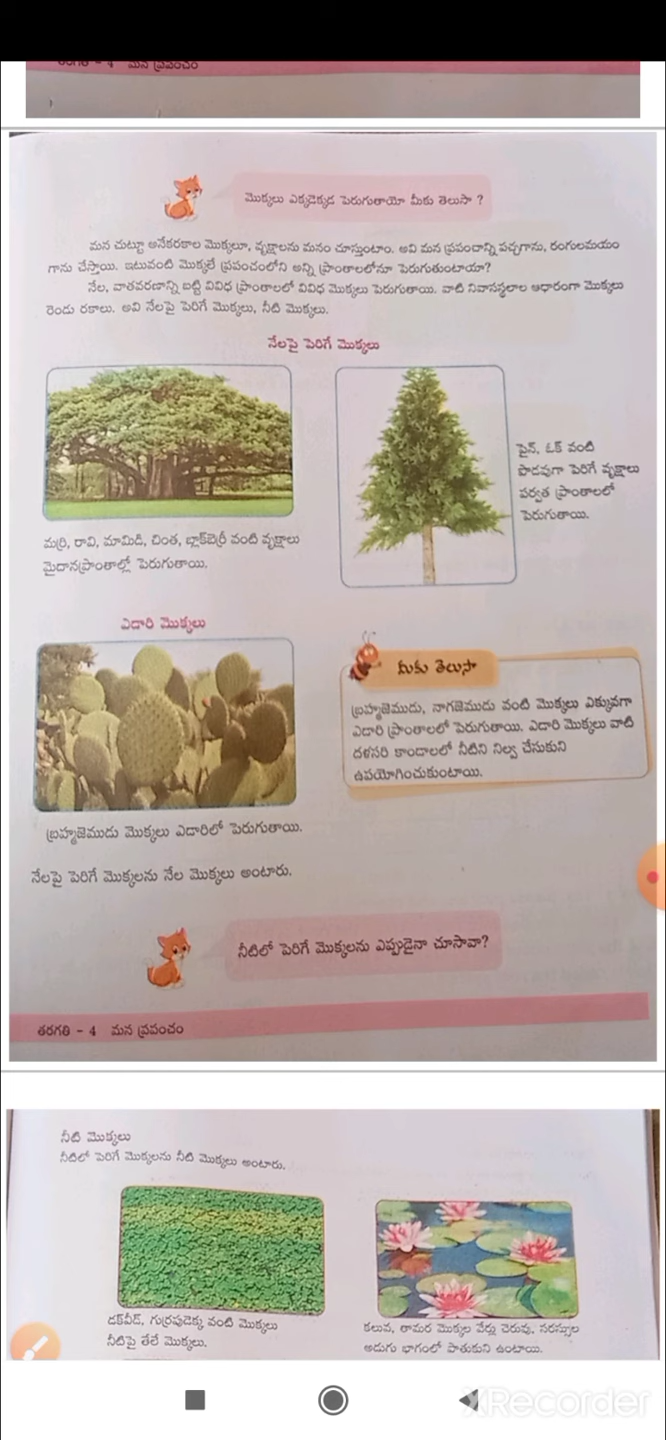 తరగతి - 4 మన ప్రపంచం
మొక్కలు ఎక్కడెక్కడ పెరుగుతాయో మీకు తెలుసా ?
మన చుట్టూ అనేకరకాల మొక్కలూ, వృక్షాలను మనం చూస్తుంటాం. అవి మన ప్రపంచాన్ని పచ్చగాను, రంగులమయం
గాను చేస్తాయి. ఇటువంటి మొక్కలే ప్రపంచంలోని అన్ని ప్రాంతాలలోనూ పెరుగుతుంటాయా?
నేల, వాతవరణాన్ని బట్టి వివిధ ప్రాంతాలలో వివిధ మొక్కలు పెరుగుతాయి. వాటి నివాసస్థలాల ఆధారంగా మొక్కలు
రెండు రకాలు. అవి నేలపై పెరిగే మొక్కలు, నీటి మొక్కలు.
నేలపై పెరిగే మొక్కలు
పైన్, ఓక్ వంటి
పొడవుగా పెరిగే వృక్షాలు
పర్వత ప్రాంతాలలో
పెరుగుతాయి.
మర్రి, రావి, మామిడి, చింత, బ్లాక్‌బెర్రీ వంటి వృక్షాలు
మైదానప్రాంతాల్లో పెరుగుతాయి.
ఎడారి మొక్కలు
మీకు తెలుసా
బ్రహ్మజెముడు, నాగజెముడు వంటి మొక్కలు ఎక్కువగా
ఎడారి ప్రాంతాలలో పెరుగుతాయి. ఎడారి మొక్కలు వాటి
దళసరి కాండాలలో నీటిని నిల్వ చేసుకుని
ఉపయోగించుకుంటాయి.
బ్రహ్మజెముడు మొక్కలు ఎడారిలో పెరుగుతాయి.
నేలపై పెరిగే మొక్కలను నేల మొక్కలు అంటారు.
నీటిలో పెరిగే మొక్కలను ఎప్పుడైనా చూసావా?
తరగతి - 4 మన ప్రపంచం
నీటి మొక్కలు
నీటిలో పెరిగే మొక్కలను నీటి మొక్కలు అంటారు.
డక్‌వీడ్, గుర్రపుడెక్క వంటి మొక్కలు
నీటిపై తేలే మొక్కలు.
కలువ, తామర మొక్కల వేర్లు చెరువు, సరస్సుల
అడుగు భాగంలో పాతుకుని ఉంటాయి.
XRecorder